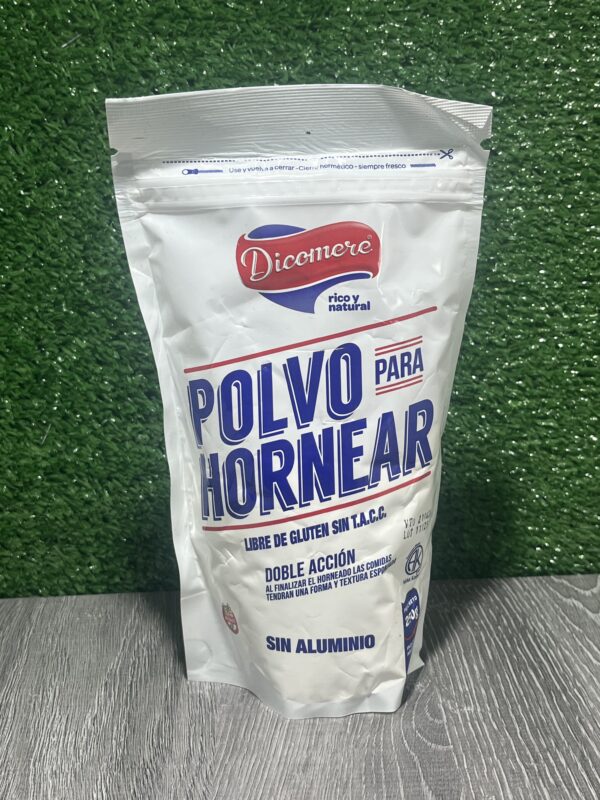 Use y vuelva a cerrar - Cierre hermético - siempre fresco
Dicomere
rico y
natural
POLVO PARA
HORNEAR
LIBRE DE GLUTEN SIN T.A.C.C.
DOBLE ACCIÓN
AL FINALIZAR EL HORNEADO LAS COMIDAS
TENDRAN UNA FORMA Y TEXTURA
SIN ALUMINIO